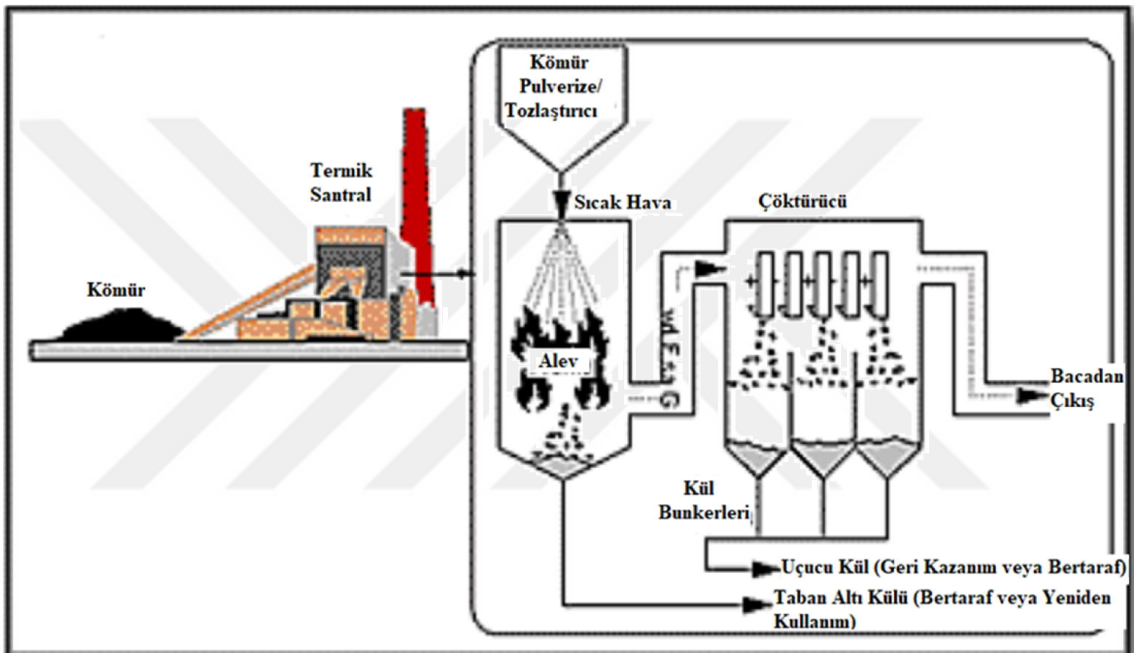 Kömür
Pulverize/
Tozlaştırıcı
Termik
Santral
Sıcak Hava
Çöktürücü
Kömür
Alev
Bacadan
Çıkış
Kül
Bunkerleri
Uçucu Kül (Geri Kazanım veya Bertaraf)
Taban Altı Külü (Bertaraf veya Yeniden
Kullanım)